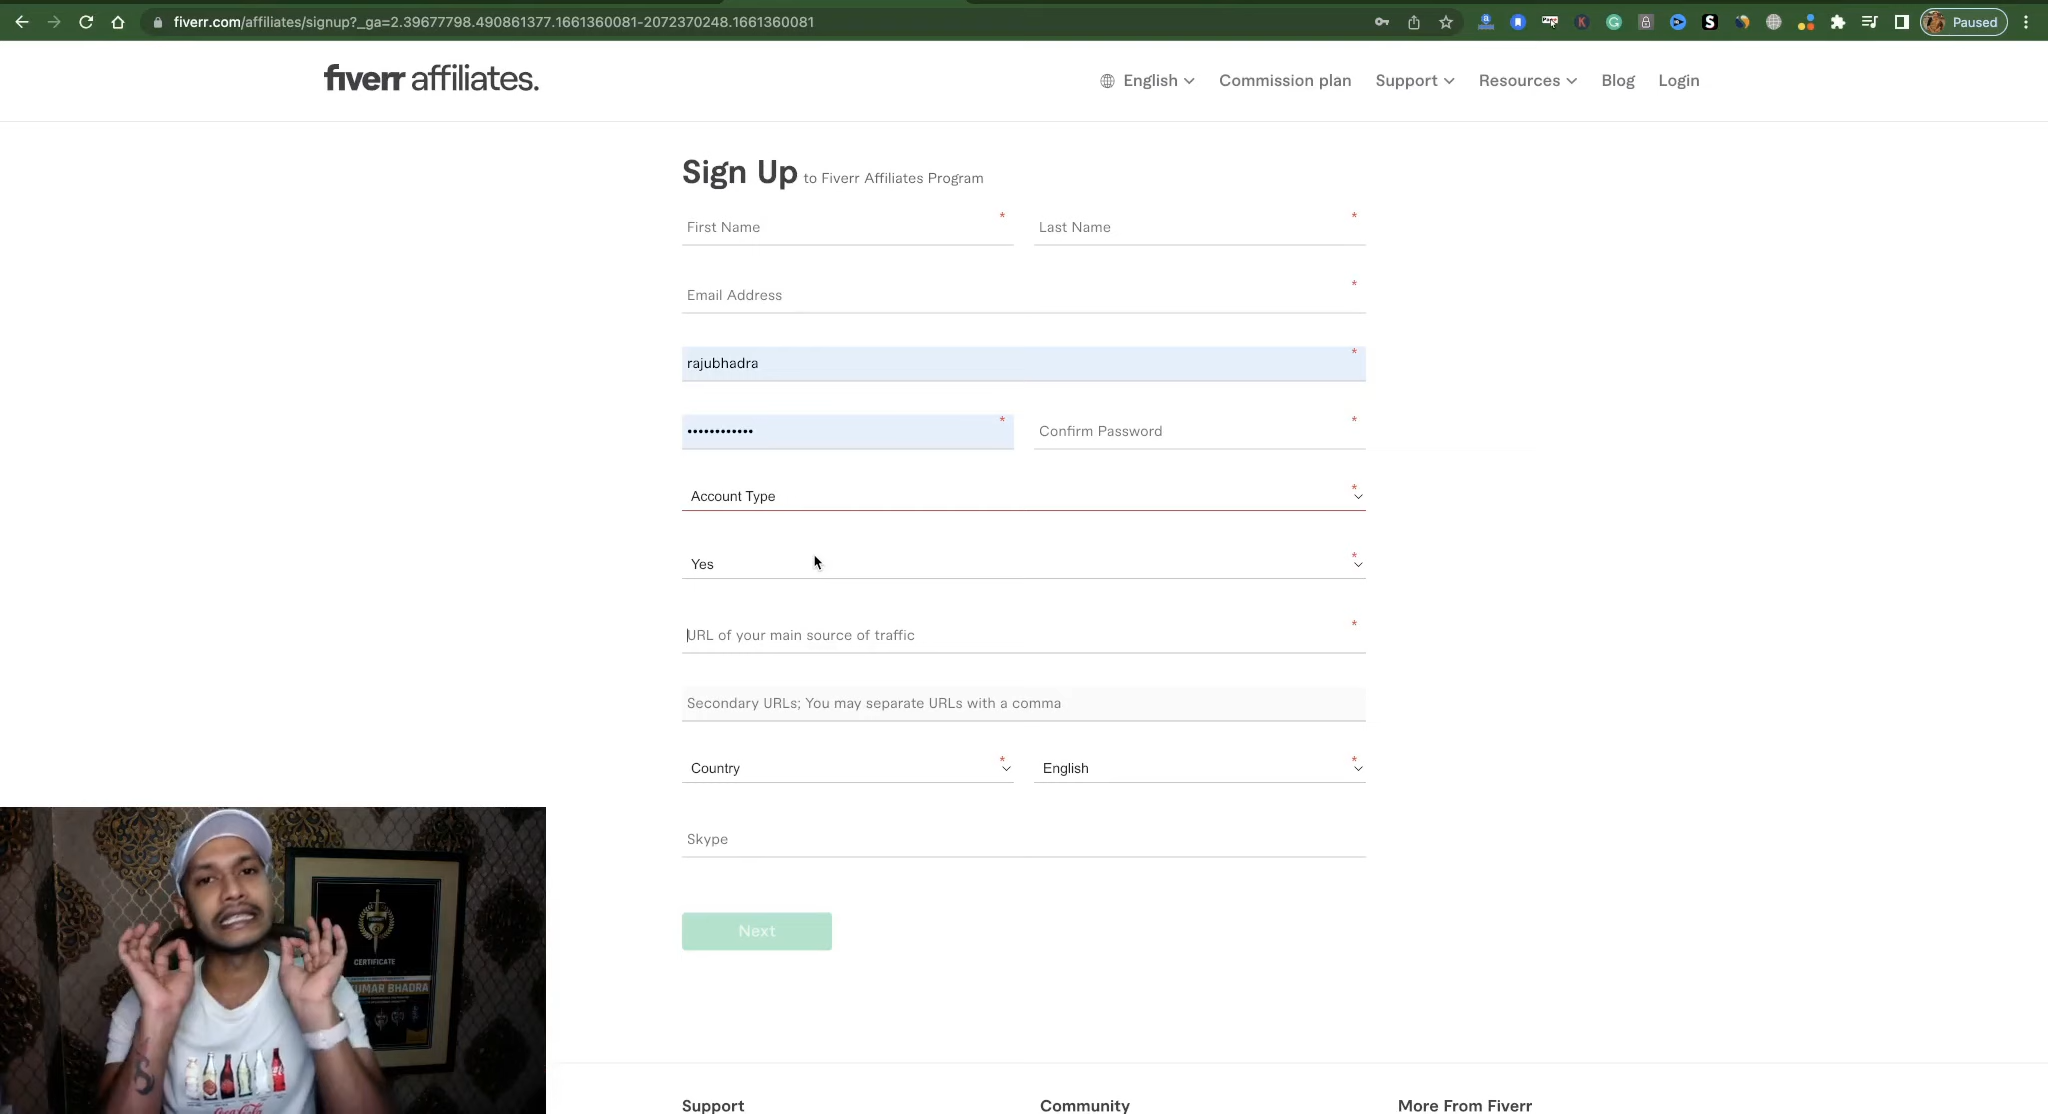 fiverr.com/affiliates/signup?_ga=2.39677798.490861377.1661360081-2072370248.1661360081
Paused
fiverr affiliates.
English
Commission plan
Support
Resources
Blog
Login
Sign Up to Fiverr Affiliates Program
First Name *
Last Name *
Email Address *
rajubhadra *
•••••••••••• *
Confirm Password *
Account Type *
Yes *
URL of your main source of traffic *
Secondary URLs; You may separate URLs with a comma
Country *
English *
Skype
Next
CERTIFICATE
KUMAR BHADRA
Coca-Cola
Support
Community
More From Fiverr